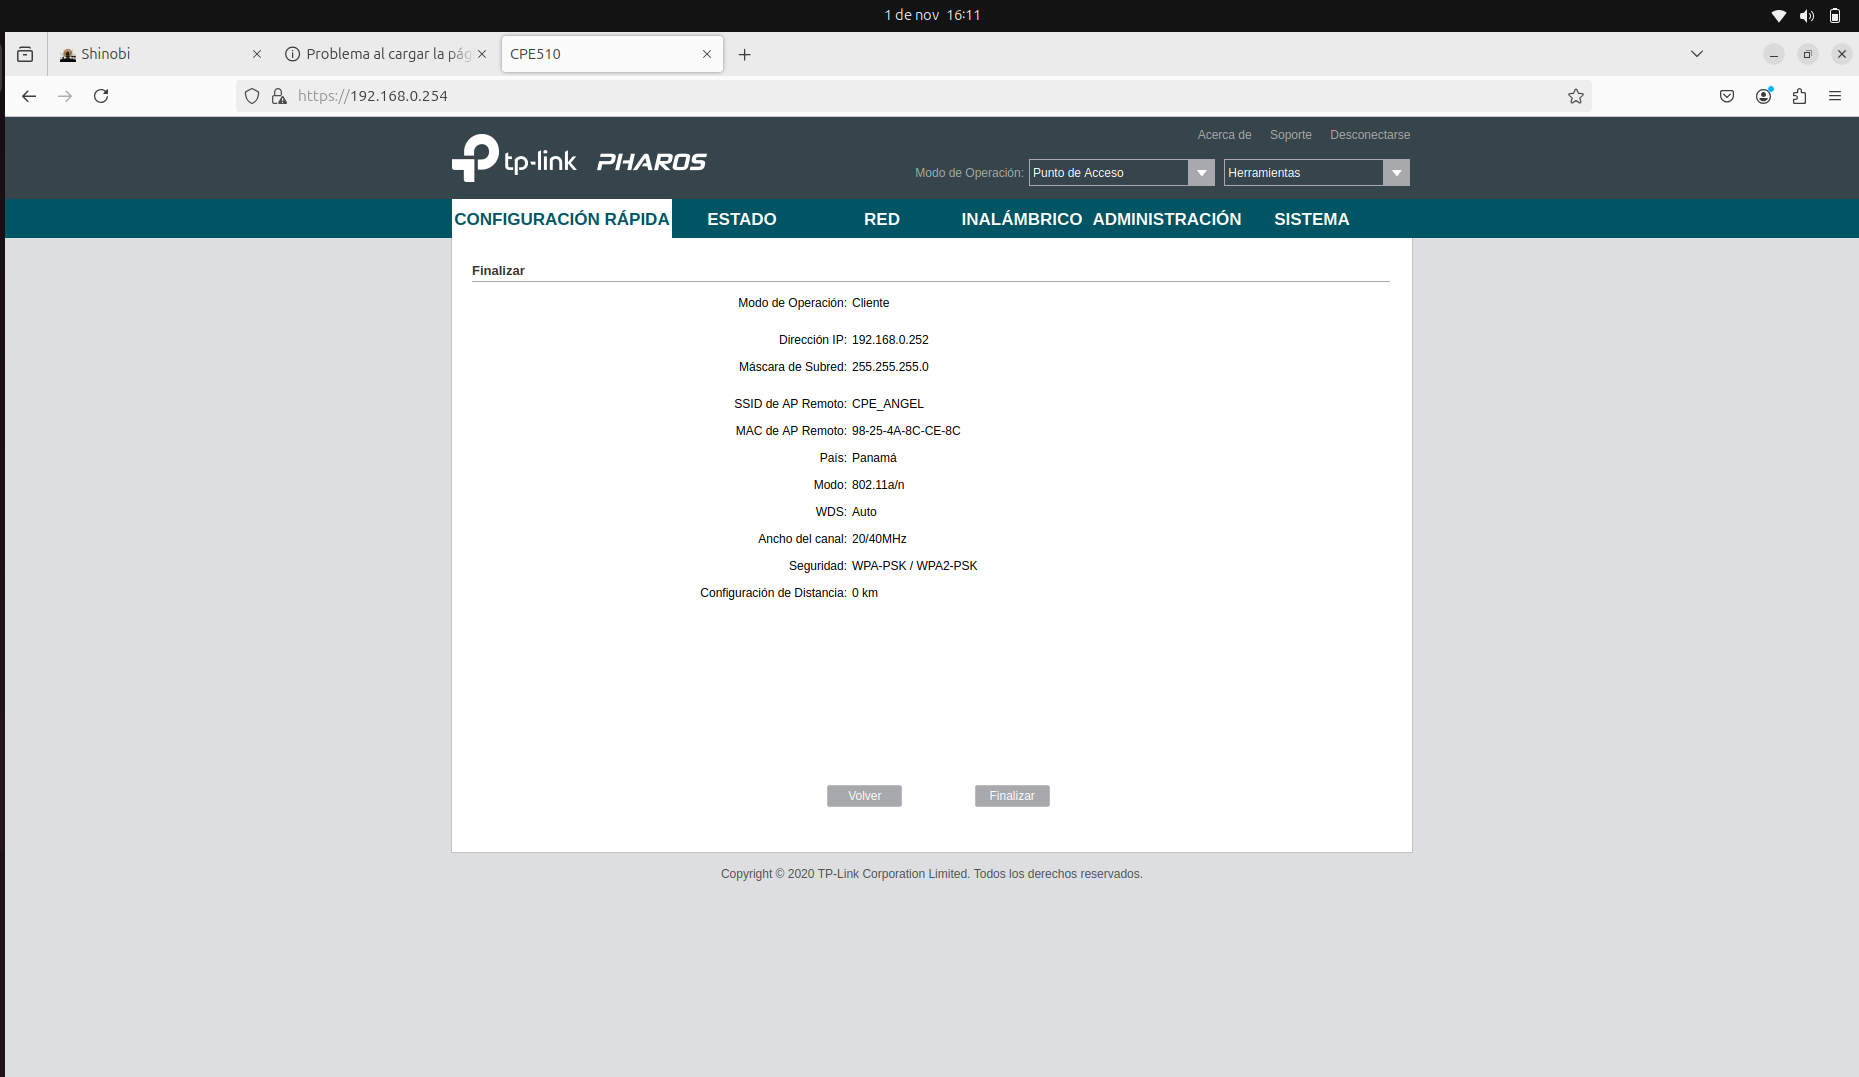 1 de nov 16:11
Shinobi
Problema al cargar la pág
CPE510
https://192.168.0.254
Acerca de Soporte Desconectarse
tp-link PHAROS
Modo de Operación: Punto de Acceso Herramientas
CONFIGURACIÓN RÁPIDA ESTADO RED INALÁMBRICO ADMINISTRACIÓN SISTEMA
Finalizar
Modo de Operación: Cliente
Dirección IP: 192.168.0.252
Máscara de Subred: 255.255.255.0
SSID de AP Remoto: CPE_ANGEL
MAC de AP Remoto: 98-25-4A-8C-CE-8C
País: Panamá
Modo: 802.11a/n
WDS: Auto
Ancho del canal: 20/40MHz
Seguridad: WPA-PSK / WPA2-PSK
Configuración de Distancia: 0 km
Volver Finalizar
Copyright © 2020 TP-Link Corporation Limited. Todos los derechos reservados.